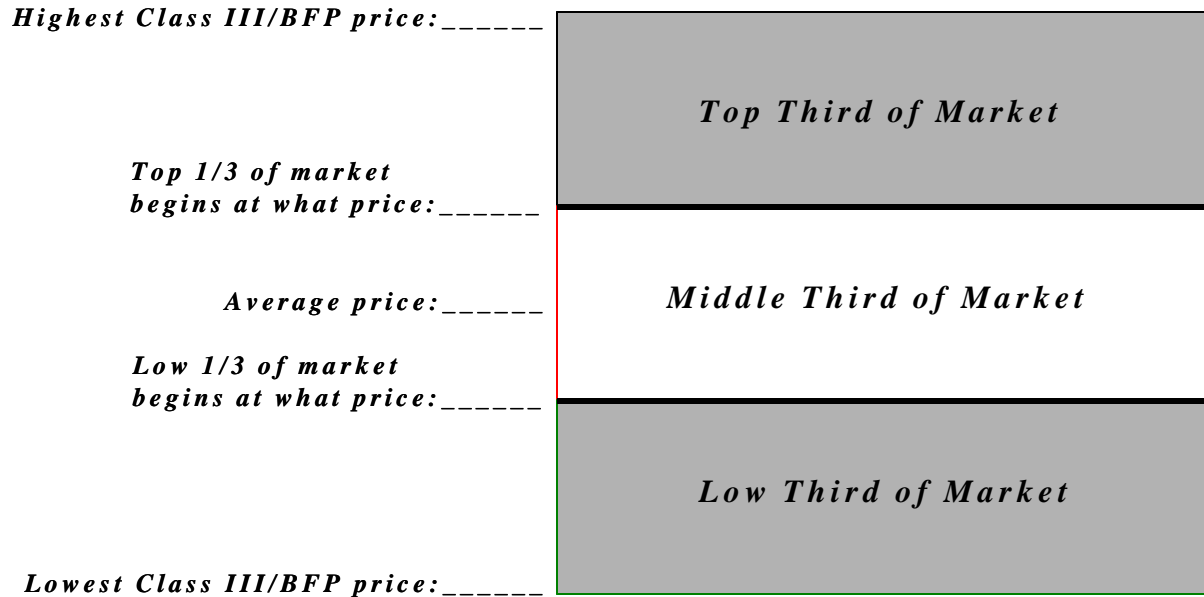 Highest Class III/BFP price:______
Top Third of Market
Top 1/3 of market
begins at what price:______
Average price:______
Middle Third of Market
Low 1/3 of market
begins at what price:______
Low Third of Market
Lowest Class III/BFP price:______